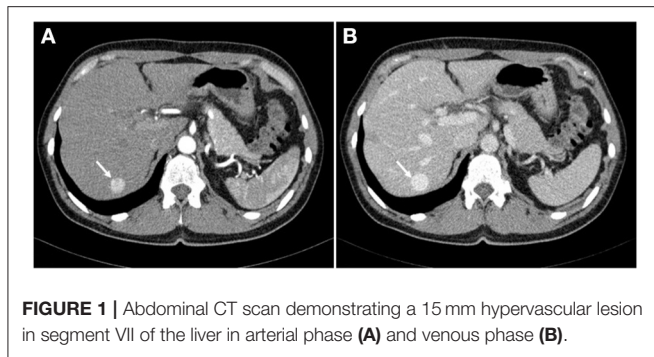 A
B
FIGURE 1 | Abdominal CT scan demonstrating a 15 mm hypervascular lesion
in segment VII of the liver in arterial phase (A) and venous phase (B).